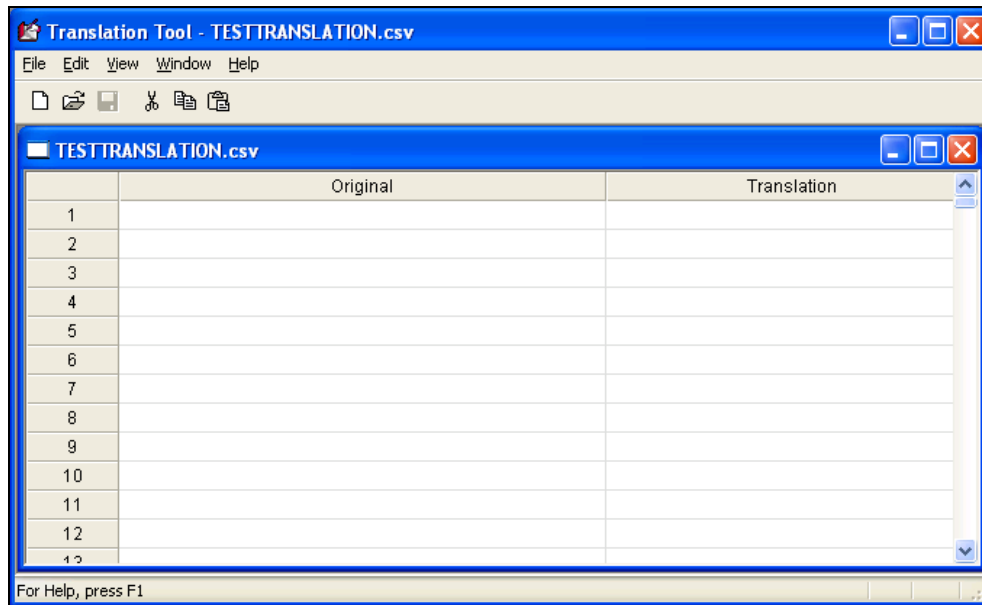 Translation Tool - TESTTRANSLATION.csv
File Edit View Window Help
TESTTRANSLATION.csv
Original Translation
1
2
3
4
5
6
7
8
9
10
11
12
13
For Help, press F1